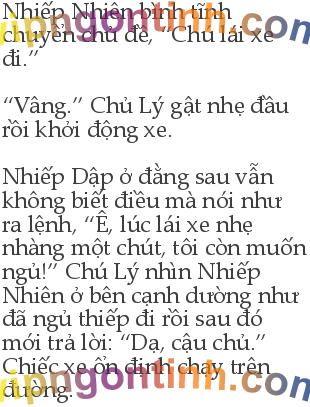 Nhiếp Nhiên bình tĩnh
chuyển chủ đề, “Chú lái xe
đi.”
“Vâng.” Chủ Lý gật nhẹ đầu
rồi khởi động xe.
Nhiếp Dập ở đằng sau vẫn
không biết điều mà nói như
ra lệnh, “Ê, lúc lái xe nhẹ
nhàng một chút, tôi còn muốn
ngủ!” Chú Lý nhìn Nhiếp
Nhiên ở bên cạnh dường như
đã ngủ thiếp đi rồi sau đó
mới trả lời: “Dạ, cậu chủ.”
Chiếc xe ổn định chạy trên
đường.
vipngontinh.com
vipngontinh.com